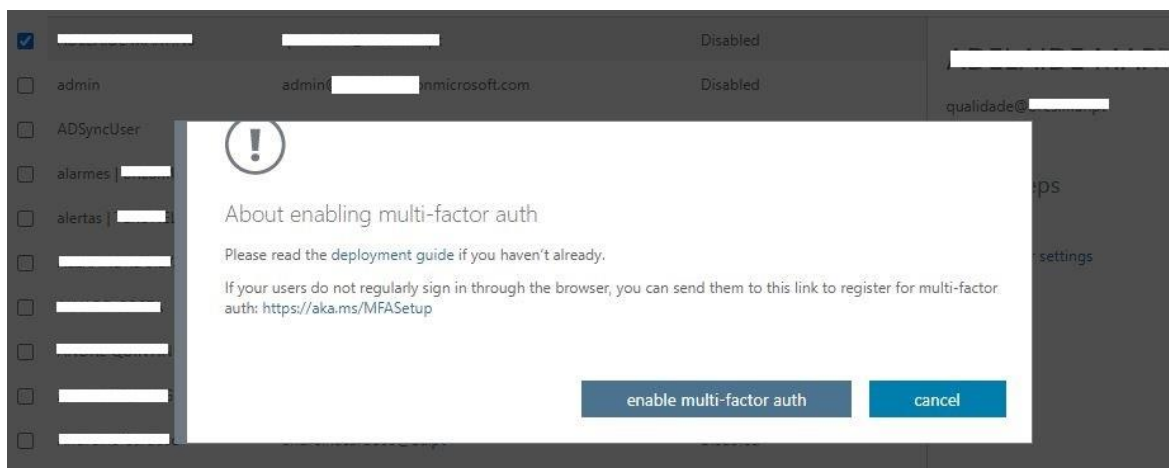 Disabled
admin admin@ onmicrosoft.com Disabled
qualidade@
ADSyncUser
alarmes |
alertas |
About enabling multi-factor auth
Please read the deployment guide if you haven't already.
settings
If your users do not regularly sign in through the browser, you can send them to this link to register for multi-factor
auth: https://aka.ms/MFASetup
enable multi-factor auth cancel